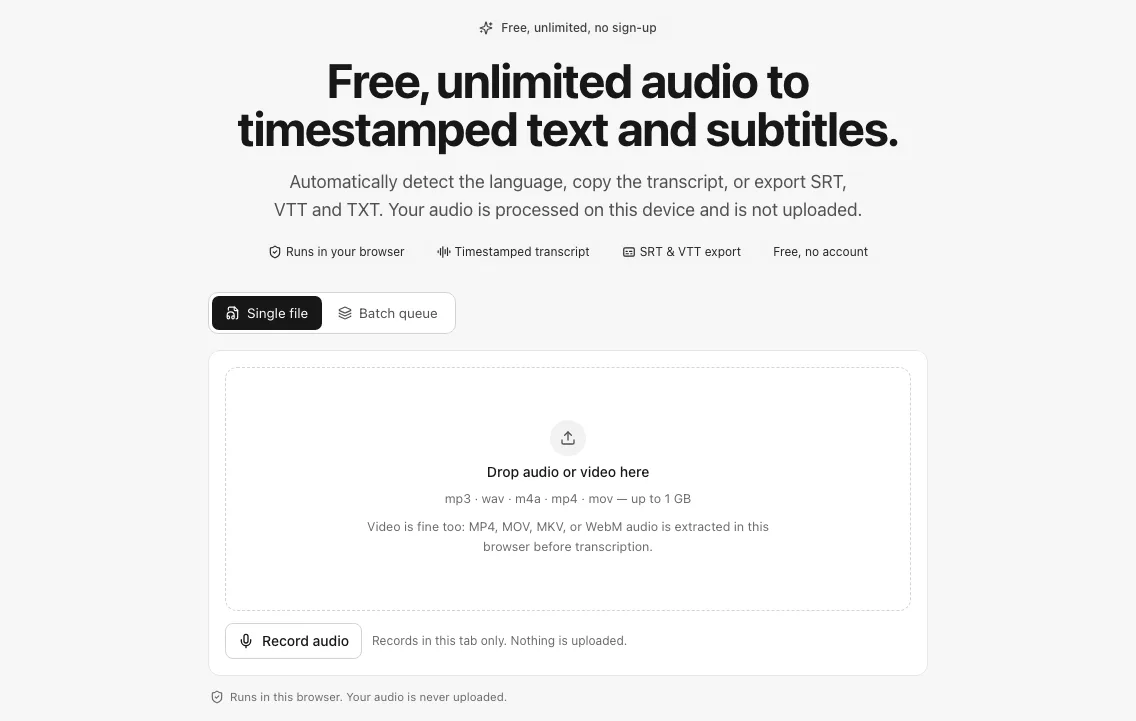 Free, unlimited, no sign-up
Free, unlimited audio to
timestamped text and subtitles.
Automatically detect the language, copy the transcript, or export SRT,
VTT and TXT. Your audio is processed on this device and is not uploaded.
Runs in your browser
Timestamped transcript
SRT & VTT export
Free, no account
Single file
Batch queue
Drop audio or video here
mp3 · wav · m4a · mp4 · mov — up to 1 GB
Video is fine too: MP4, MOV, MKV, or WebM audio is extracted in this
browser before transcription.
Record audio
Records in this tab only. Nothing is uploaded.
Runs in this browser. Your audio is never uploaded.